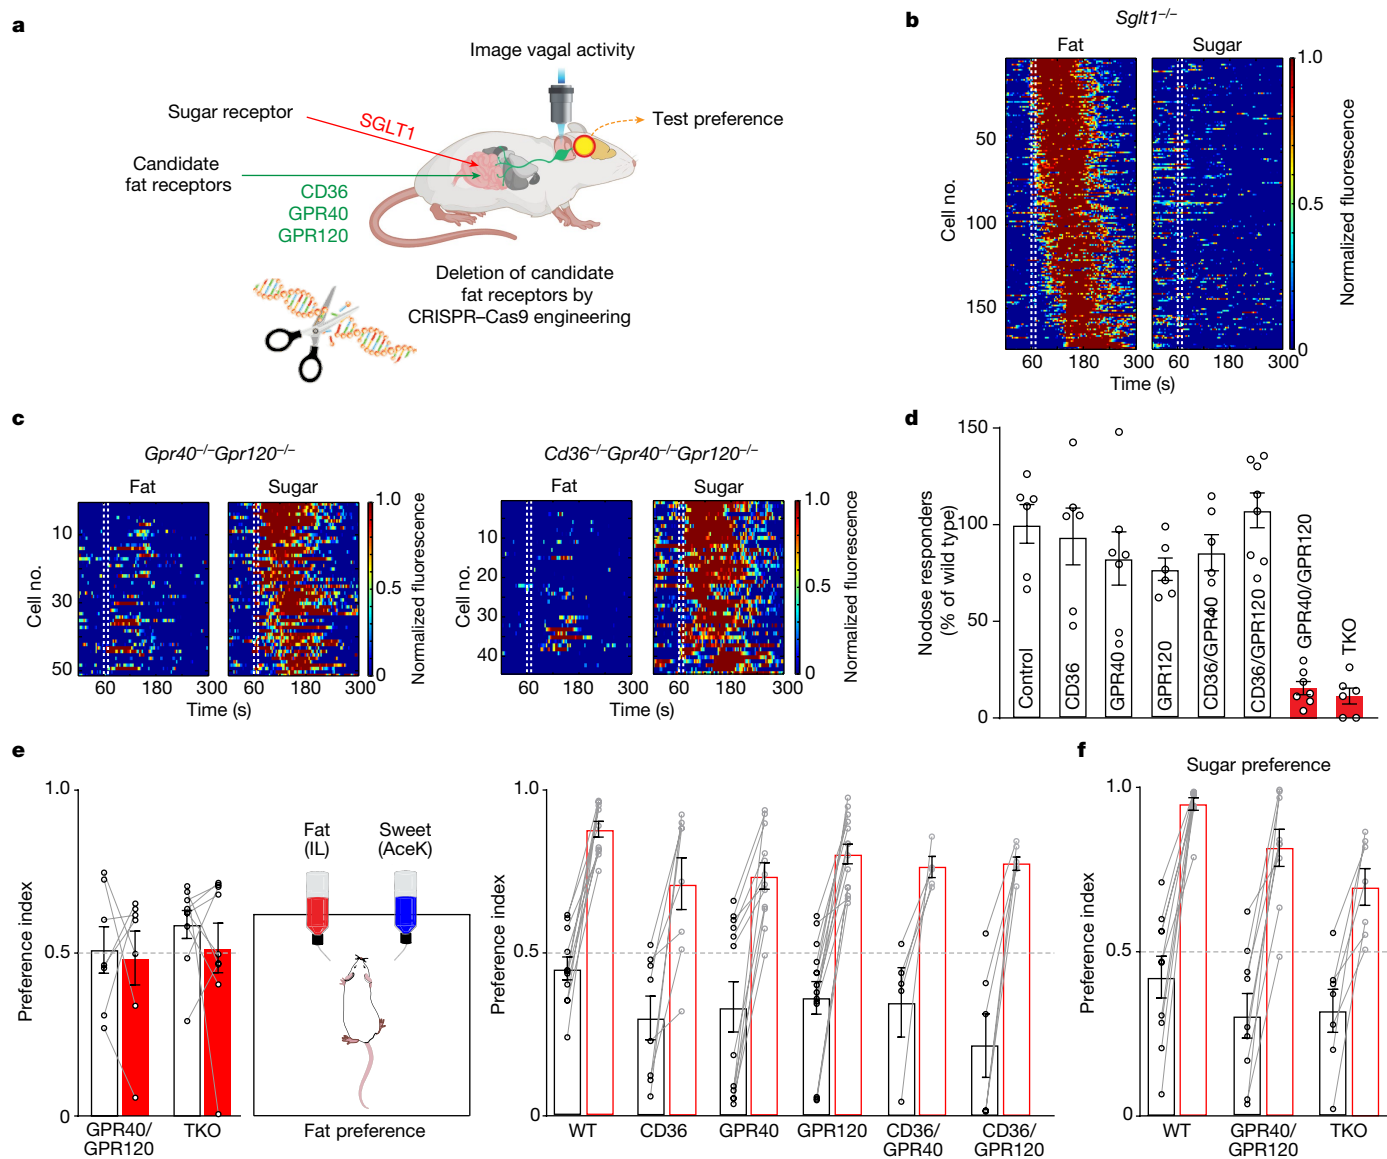 a
Image vagal activity
Sugar receptor
SGLT1
Test preference
Candidate
fat receptors
CD36
GPR40
GPR120
Deletion of candidate
fat receptors by
CRISPR–Cas9 engineering
b
Sglt1–/–
Fat
Sugar
Cell no.
50
100
150
60
180
300
60
180
300
Time (s)
1.0
0.5
0
Normalized fluorescence
c
Gpr40–/–Gpr120–/–
Fat
Sugar
Cell no.
10
30
50
60
180
300
60
180
300
Time (s)
1.0
0.5
0
Normalized fluorescence
Cd36–/–Gpr40–/–Gpr120–/–
Fat
Sugar
Cell no.
10
20
30
40
60
180
300
60
180
300
Time (s)
1.0
0.5
0
Normalized fluorescence
d
Nodose responders
(% of wild type)
150
100
50
0
Control
CD36
GPR40
GPR120
CD36/GPR40
CD36/GPR120
GPR40/GPR120
TKO
e
Preference index
1.0
0.5
0
GPR40/
GPR120
TKO
Fat
(IL)
Sweet
(AceK)
Fat preference
Preference index
1.0
0.5
0
WT
CD36
GPR40
GPR120
CD36/
GPR40
CD36/
GPR120
f
Sugar preference
Preference index
1.0
0.5
0
WT
GPR40/
GPR120
TKO